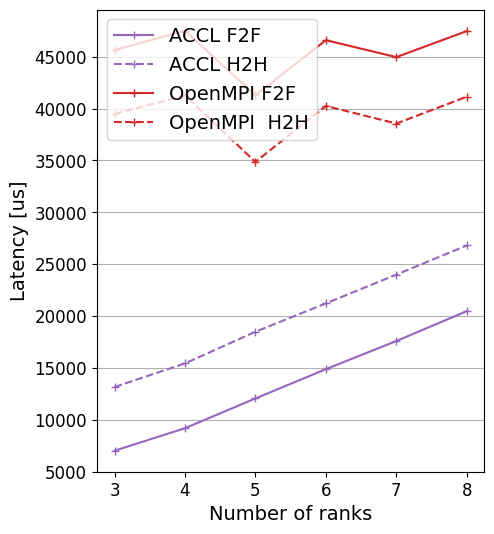 ACCL F2F
ACCL H2H
OpenMPI F2F
OpenMPI  H2H
45000
40000
35000
30000
25000
20000
15000
10000
5000
Latency [us]
3 4 5 6 7 8
Number of ranks